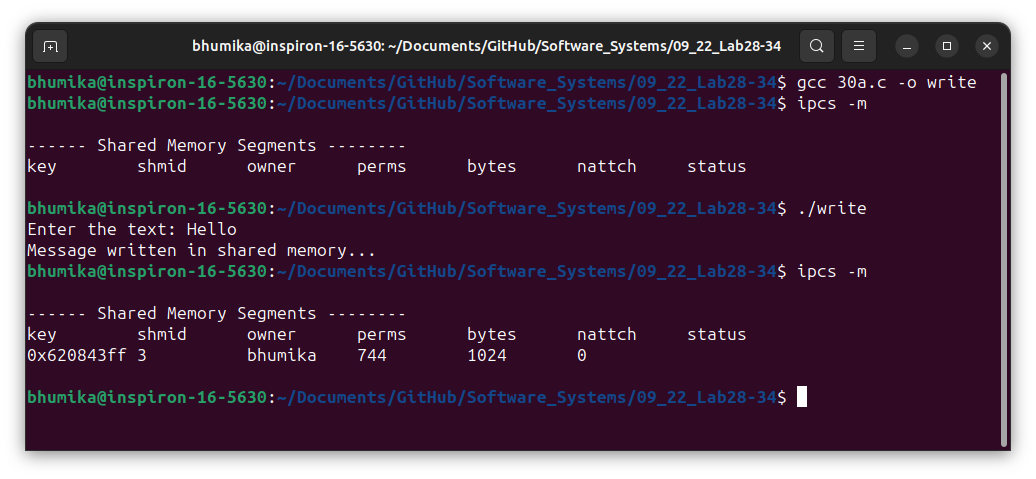 bhumika@inspiron-16-5630: ~/Documents/GitHub/Software_Systems/09_22_Lab28-34
bhumika@inspiron-16-5630:~/Documents/GitHub/Software_Systems/09_22_Lab28-34$ gcc 30a.c -o write
bhumika@inspiron-16-5630:~/Documents/GitHub/Software_Systems/09_22_Lab28-34$ ipcs -m
------ Shared Memory Segments --------
key        shmid      owner      perms      bytes      nattch     status
bhumika@inspiron-16-5630:~/Documents/GitHub/Software_Systems/09_22_Lab28-34$ ./write
Enter the text: Hello
Message written in shared memory...
bhumika@inspiron-16-5630:~/Documents/GitHub/Software_Systems/09_22_Lab28-34$ ipcs -m
------ Shared Memory Segments --------
key        shmid      owner      perms      bytes      nattch     status
0x620843ff 3          bhumika    744        1024       0
bhumika@inspiron-16-5630:~/Documents/GitHub/Software_Systems/09_22_Lab28-34$